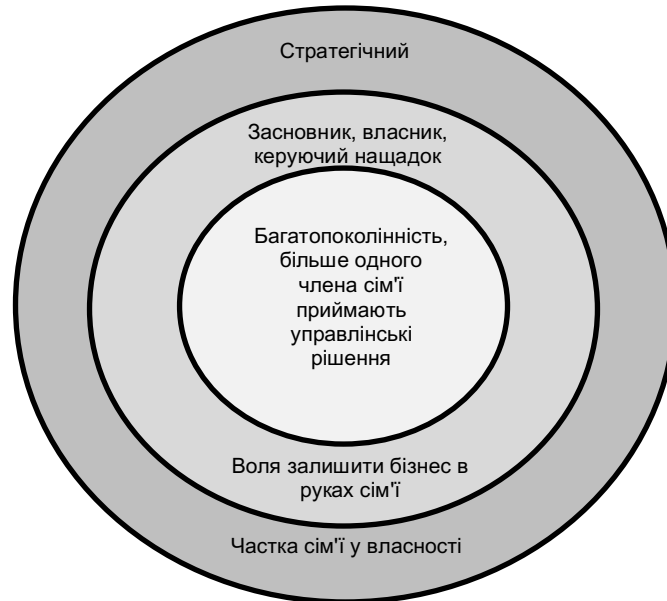 Стратегічний
Засновник, власник,
керуючий нащадок
Багатопоколінність,
більше одного
члена сім'ї
приймають
управлінські
рішення
Воля залишити бізнес в
руках сім'ї
Частка сім'ї у власності